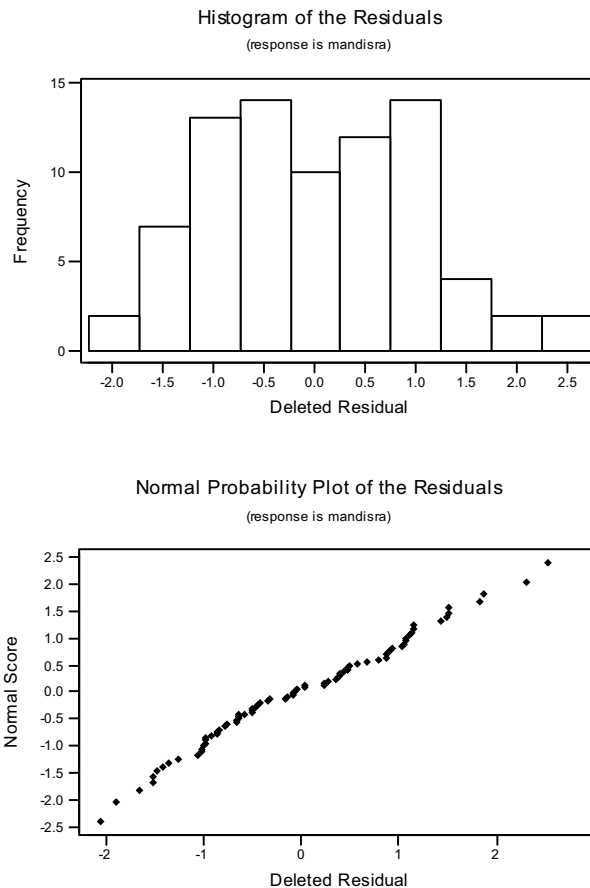 Histogram of the Residuals
(response is mandisra)
15
10
5
0
Frequency
-2.0 -1.5 -1.0 -0.5 0.0 0.5 1.0 1.5 2.0 2.5
Deleted Residual
Normal Probability Plot of the Residuals
(response is mandisra)
2.5
2.0
1.5
1.0
0.5
0.0
-0.5
-1.0
-1.5
-2.0
-2.5
Normal Score
-2 -1 0 1 2
Deleted Residual